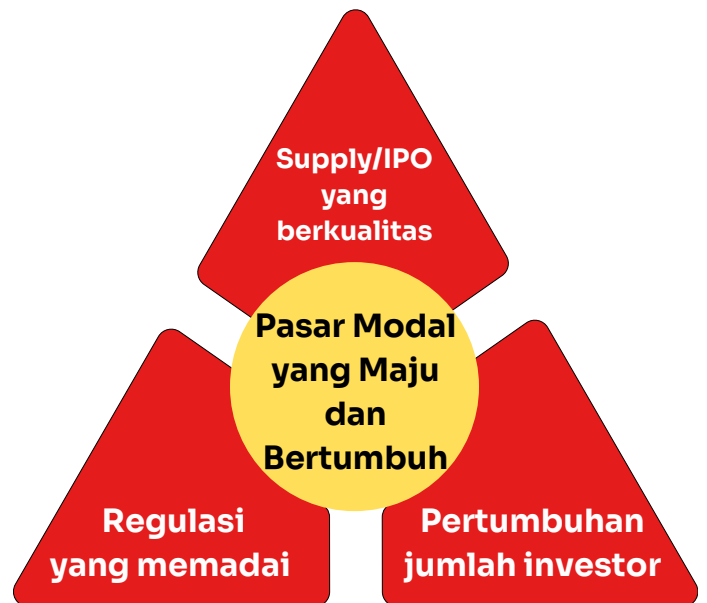 Supply/IPO
yang
berkualitas
Pasar Modal
yang Maju
dan
Bertumbuh
Regulasi
yang memadai
Pertumbuhan
jumlah investor